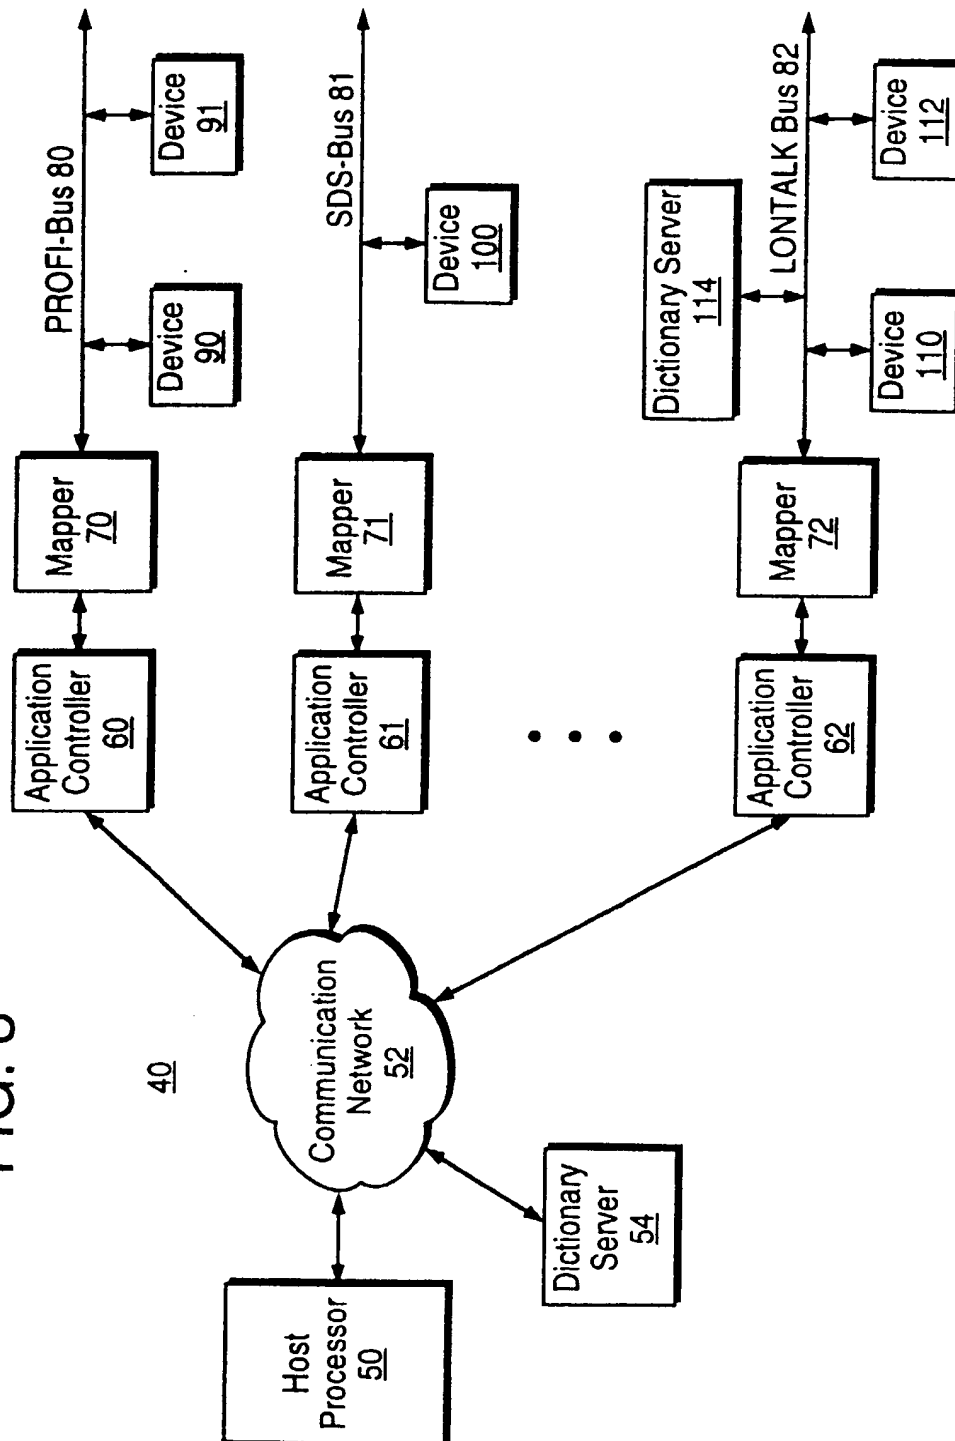 FIG.
40
Host
Processor
50
Communication
Network
52
Dictionary
Server
54
Application
Controller
60
Mapper
70
PROFI-Bus 80
Device
90
Device
91
Application
Controller
61
Mapper
71
SDS-Bus 81
Device
100
Application
Controller
62
Mapper
72
Dictionary Server
114
LONTALK Bus 82
Device
110
Device
112